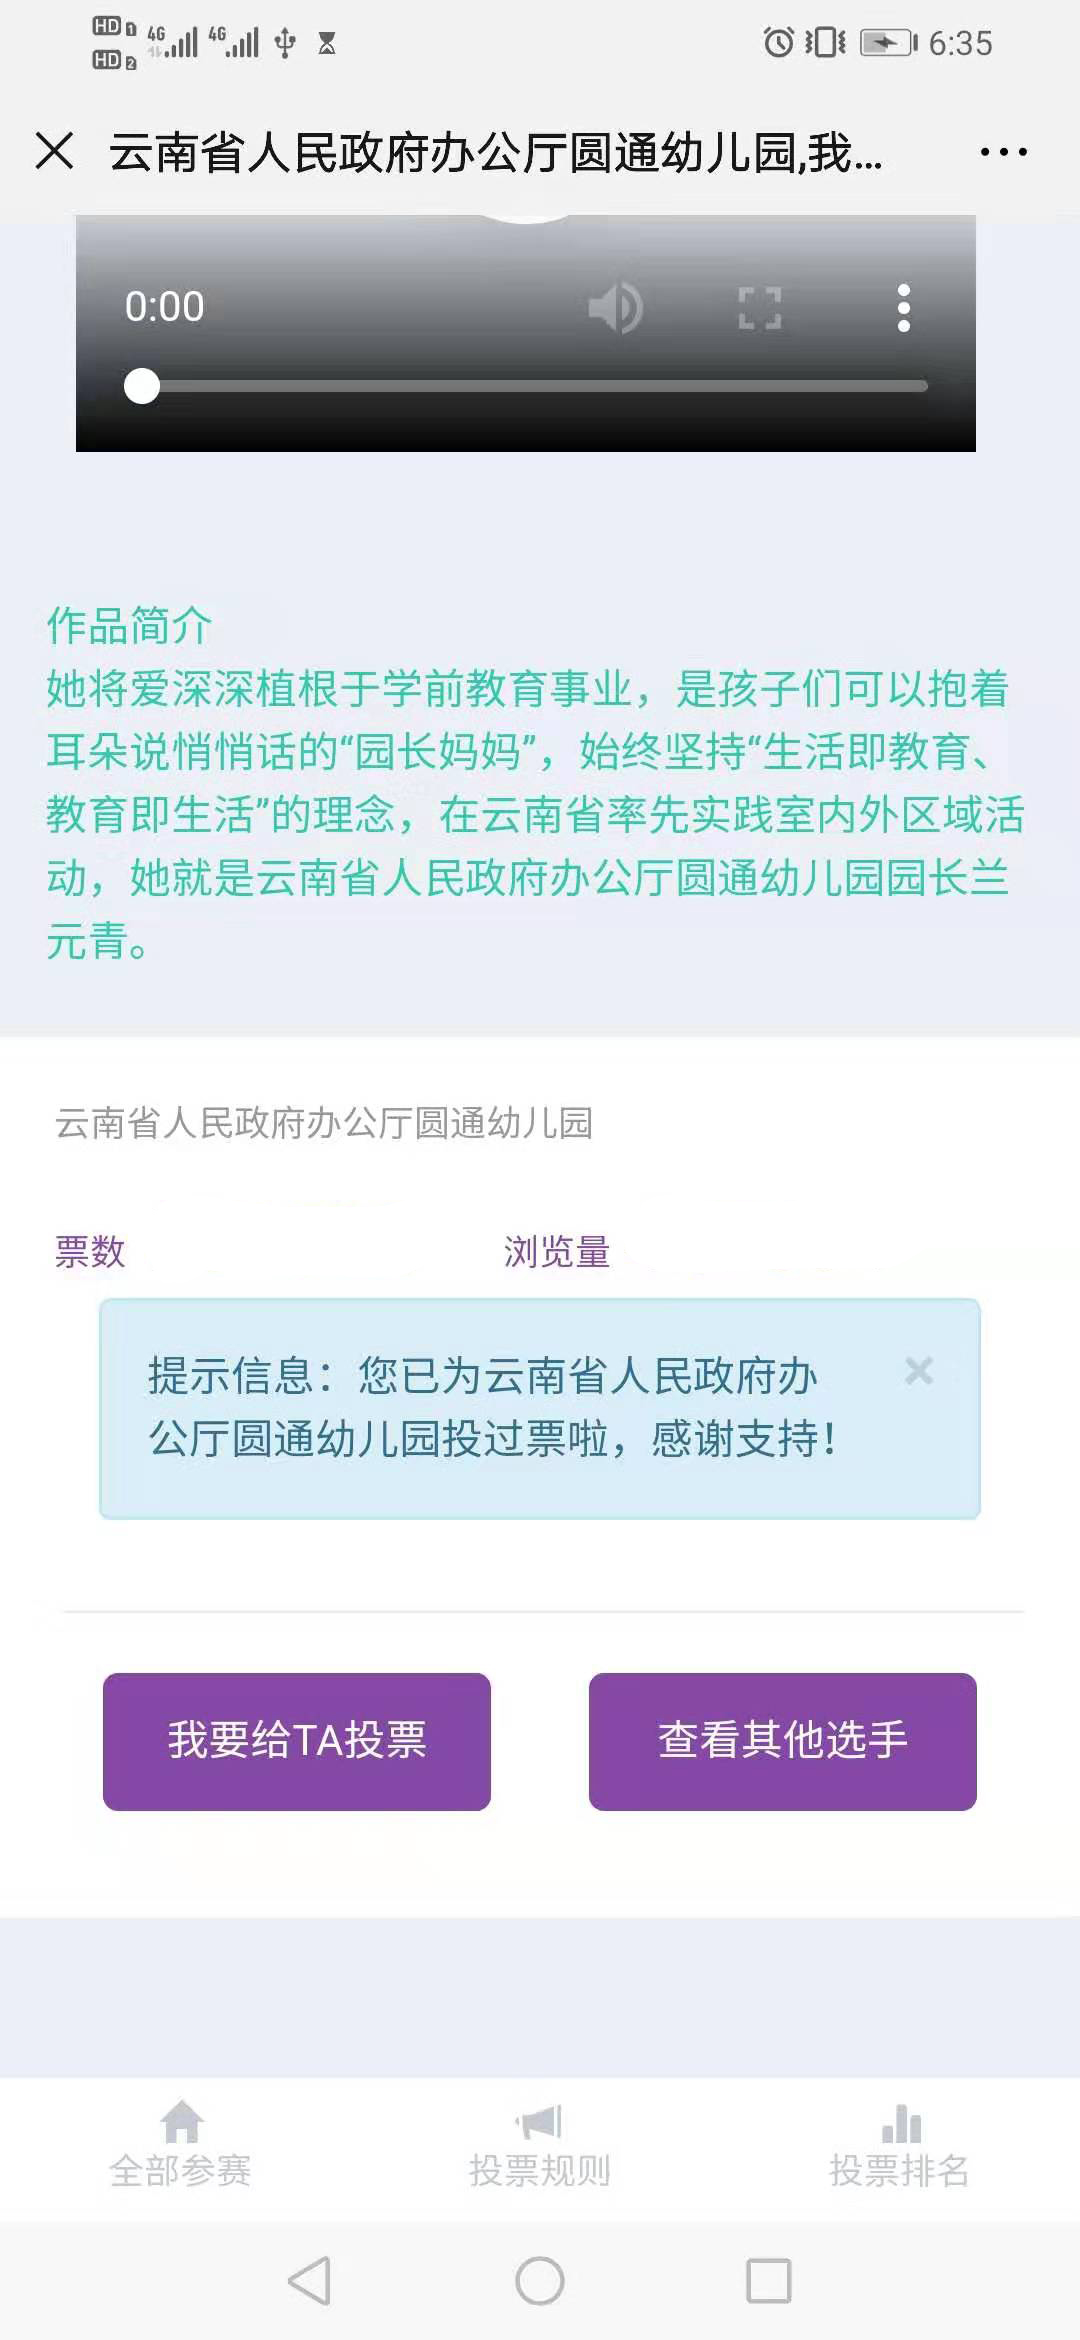 HD 1 4G 4G 6:35
HD 2
云南省人民政府办公厅圆通幼儿园,我...
0:00
作品简介
她将爱深深植根于学前教育事业，是孩子们可以抱着
耳朵说悄悄话的“园长妈妈”，始终坚持“生活即教育、
教育即生活”的理念，在云南省率先实践室内外区域活
动，她就是云南省人民政府办公厅圆通幼儿园园长兰
元青。
云南省人民政府办公厅圆通幼儿园
票数 浏览量
提示信息：您已为云南省人民政府办
公厅圆通幼儿园投过票啦，感谢支持！
我要给TA投票 查看其他选手
全部参赛 投票规则 投票排名